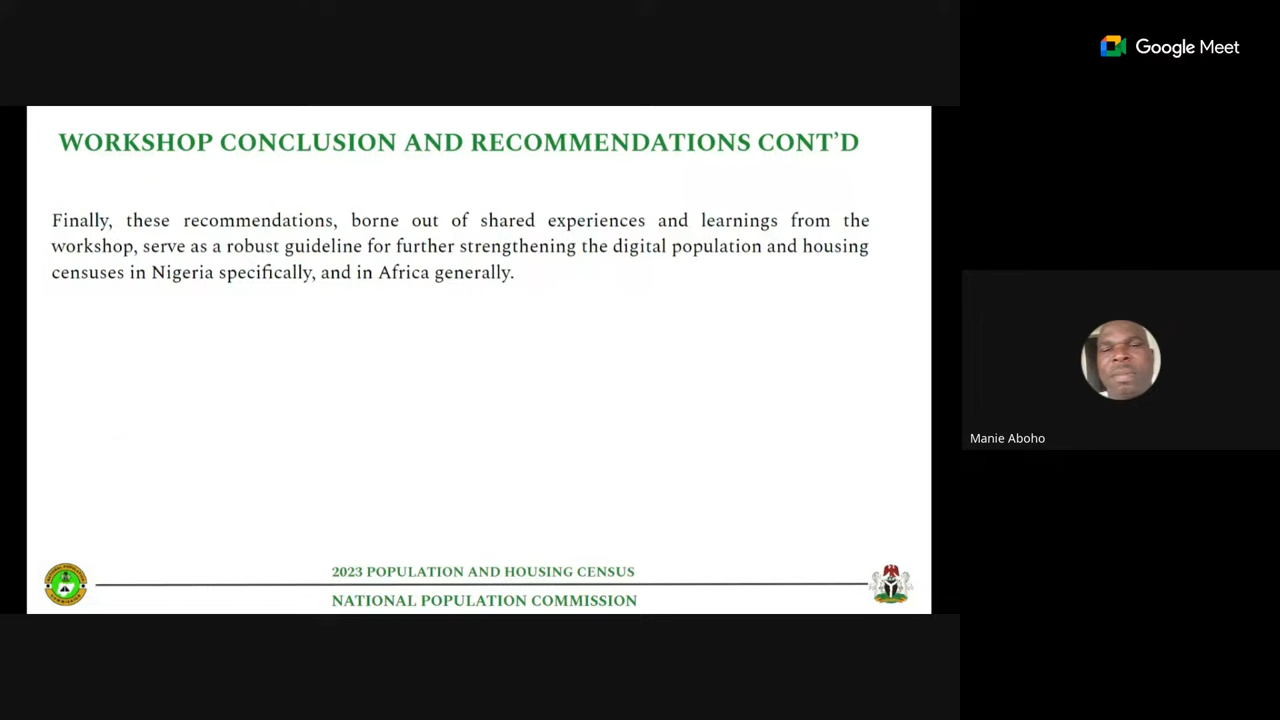 Google Meet
WORKSHOP CONCLUSION AND RECOMMENDATIONS CONT’D
Finally, these recommendations, borne out of shared experiences and learnings from the
workshop, serve as a robust guideline for further strengthening the digital population and housing
censuses in Nigeria specifically, and in Africa generally.
Manie Aboho
2023 POPULATION AND HOUSING CENSUS
NATIONAL POPULATION COMMISSION